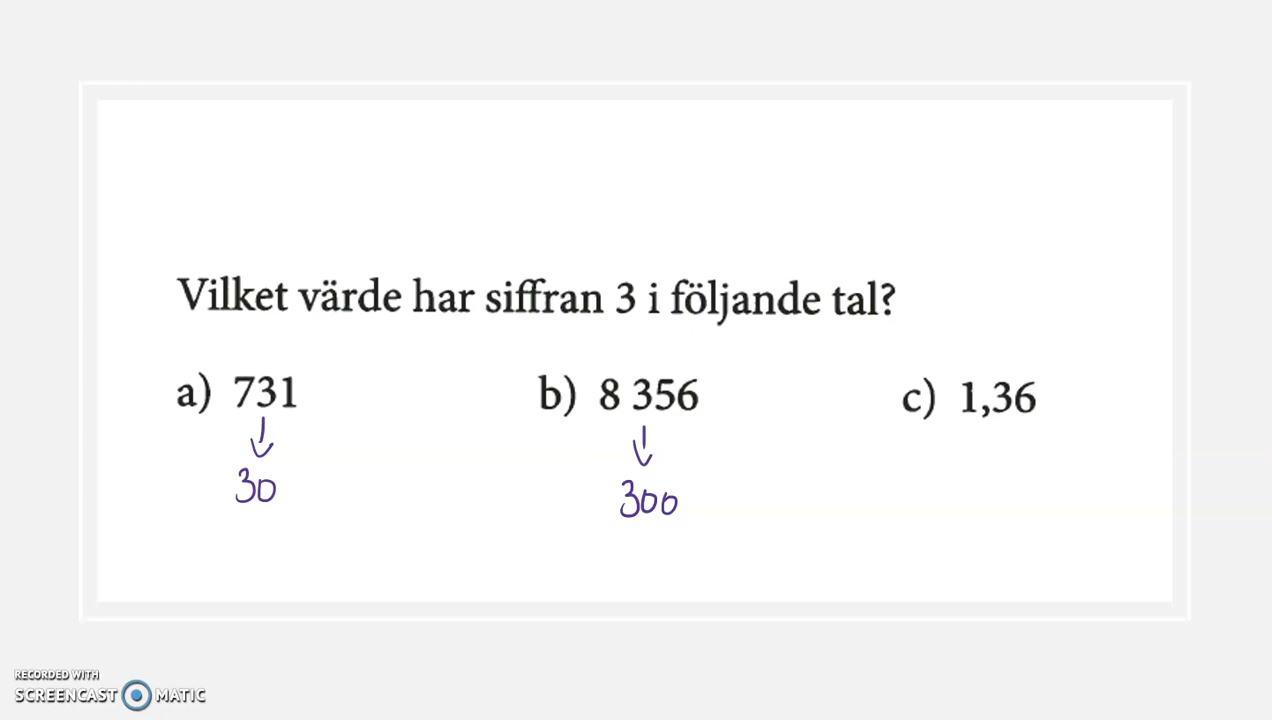 Vilket värde har siffran 3 i följande tal?
a) 731 b) 8 356 c) 1,36
30 300
RECORDED WITH
SCREENCAST MATIC